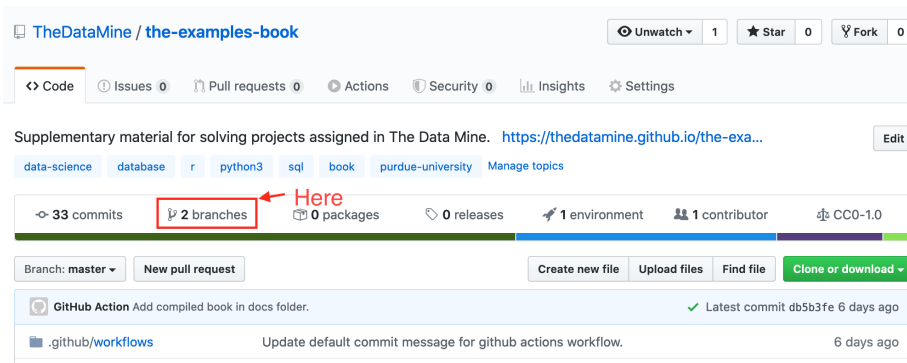 TheDataMine / the-examples-book
Unwatch 1 Star 0 Fork 0
Code Issues 0 Pull requests 0 Actions Security 0 Insights Settings
Supplementary material for solving projects assigned in The Data Mine. https://thedatamine.github.io/the-exa...
Edit
data-science database r python3 sql book purdue-university Manage topics
Here
33 commits 2 branches 0 packages 0 releases 1 environment 1 contributor CC0-1.0
Branch: master New pull request Create new file Upload files Find file Clone or download
GitHub Action Add compiled book in docs folder. Latest commit db5b3fe 6 days ago
.github/workflows Update default commit message for github actions workflow. 6 days ago